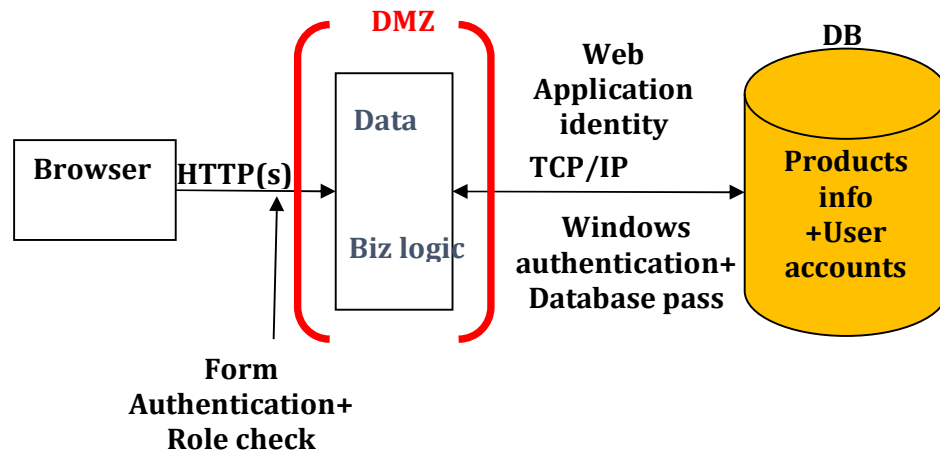 DMZ
DB
Web
Application
identity
Data
Browser
HTTP(s)
TCP/IP
Products
info
+User
accounts
Biz logic
Windows
authentication+
Database pass
Form
Authentication+
Role check